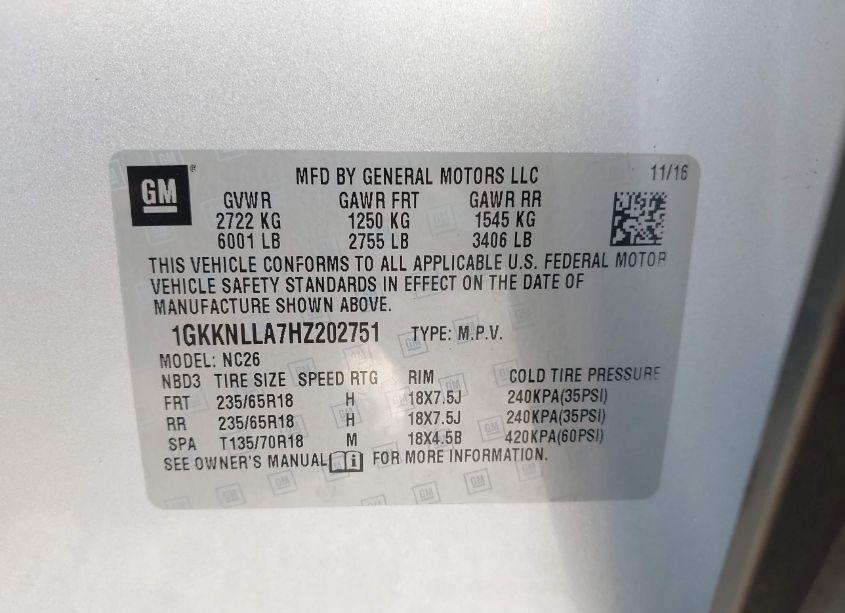 GM
MFD BY GENERAL MOTORS LLC 11/16
GVWR GAWR FRT GAWR RR
2722 KG 1250 KG 1545 KG
6001 LB 2755 LB 3406 LB
THIS VEHICLE CONFORMS TO ALL APPLICABLE U.S. FEDERAL MOTOR
VEHICLE SAFETY STANDARDS IN EFFECT ON THE DATE OF
MANUFACTURE SHOWN ABOVE.
1GKKNLLA7HZ202751 TYPE: M.P.V.
MODEL: NC26
NBD3 TIRE SIZE SPEED RTG RIM COLD TIRE PRESSURE
FRT 235/65R18 H 18X7.5J 240KPA(35PSI)
RR 235/65R18 H 18X7.5J 240KPA(35PSI)
SPA T135/70R18 M 18X4.5B 420KPA(60PSI)
SEE OWNER'S MANUAL FOR MORE INFORMATION.